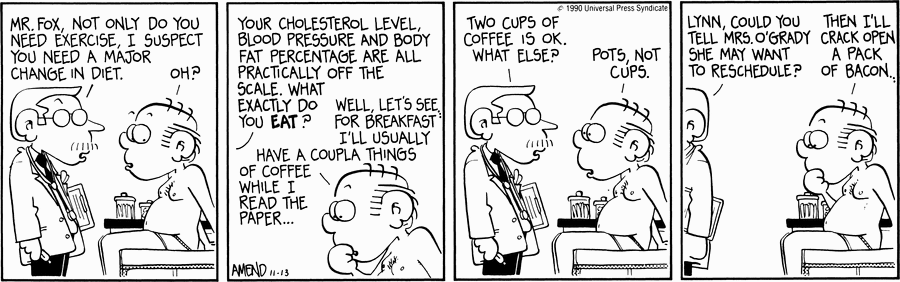 MR. FOX, NOT ONLY DO YOU
NEED EXERCISE, I SUSPECT
YOU NEED A MAJOR
CHANGE IN DIET.
OH?
YOUR CHOLESTEROL LEVEL,
BLOOD PRESSURE AND BODY
FAT PERCENTAGE ARE ALL
PRACTICALLY OFF THE
SCALE. WHAT
EXACTLY DO
YOU EAT?
WELL, LET'S SEE,
FOR BREAKFAST
I'LL USUALLY
HAVE A COUPLA THINGS
OF COFFEE
WHILE I
READ THE
PAPER...
AMEND 11-13
© 1990 Universal Press Syndicate
TWO CUPS OF
COFFEE IS OK.
WHAT ELSE?
POTS, NOT
CUPS.
LYNN, COULD YOU
TELL MRS. O'GRADY
SHE MAY WANT
TO RESCHEDULE?
THEN I'LL
CRACK OPEN
A PACK
OF BACON...